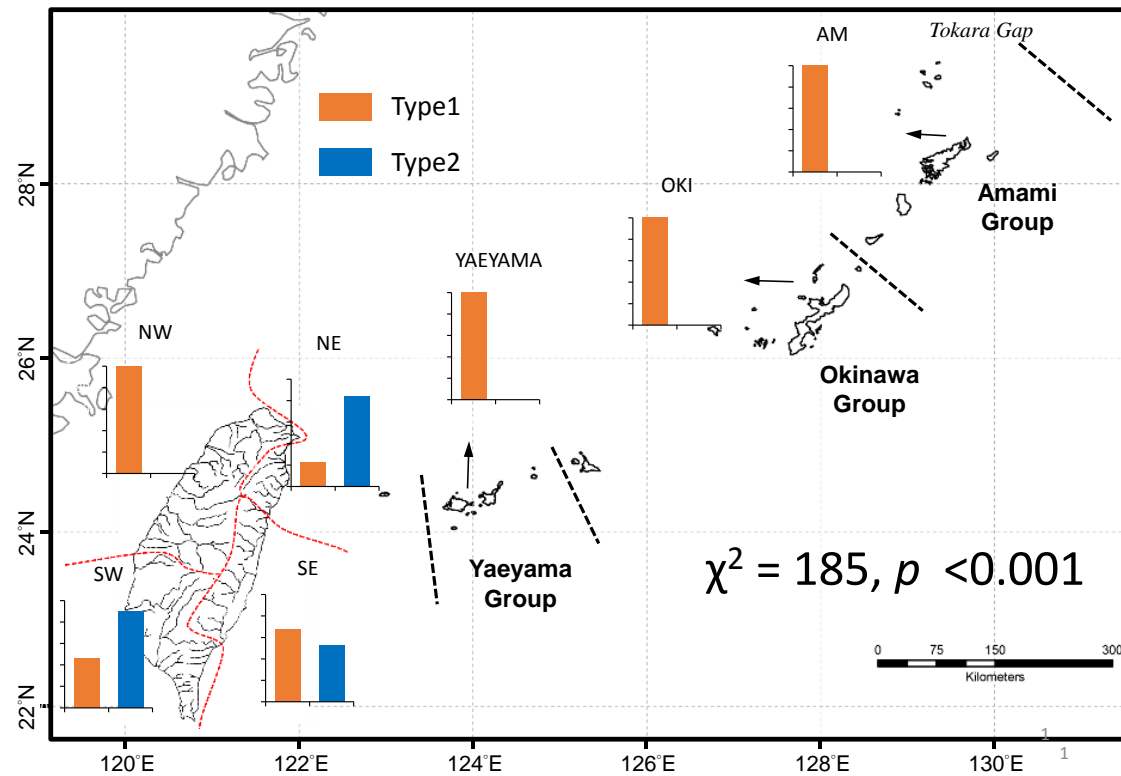 Tokara Gap
AM
Type1
Type2
28°N
Amami
Group
OKI
YAEYAMA
NW
NE
26°N
Okinawa
Group
24°N
SW
SE
Yaeyama
Group
χ² = 185, p <0.001
0 75 150 300
Kilometers
22°N
120°E 122°E 124°E 126°E 128°E 130°E
1
1